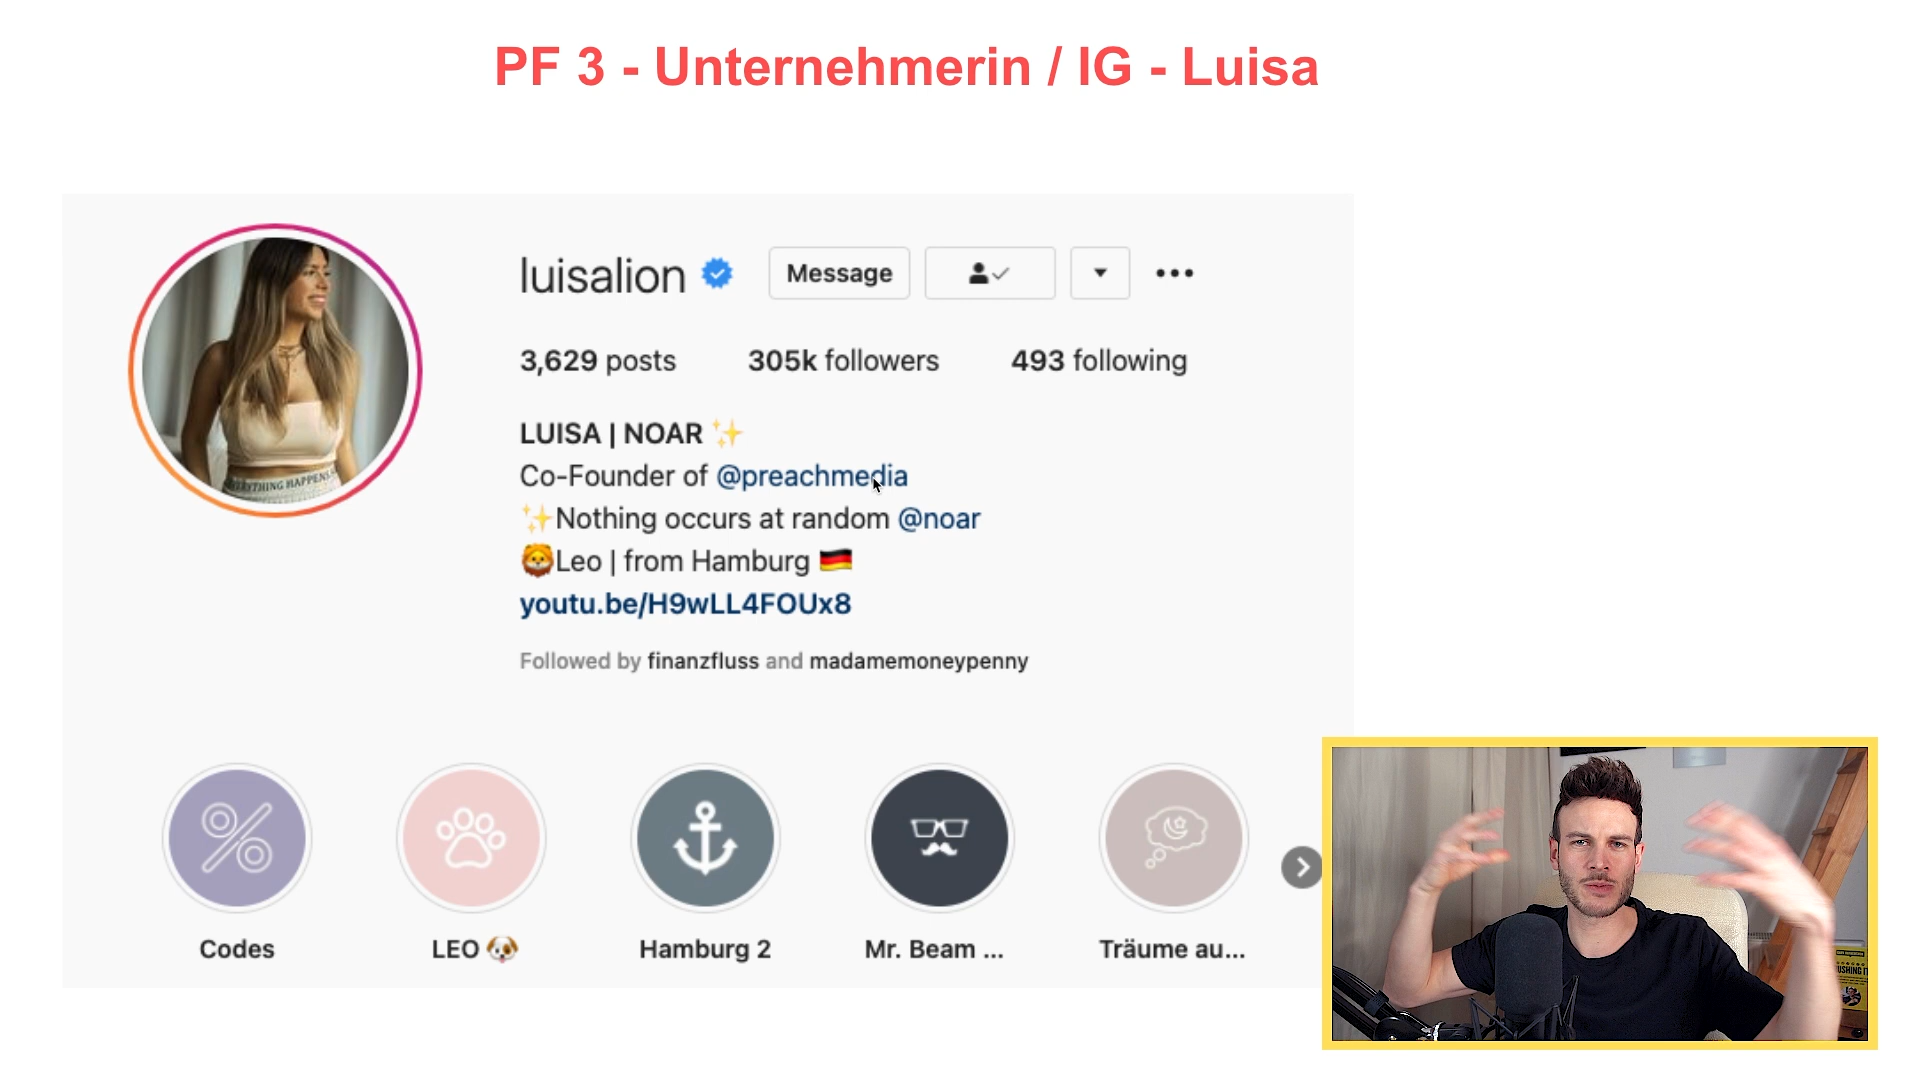 PF 3 - Unternehmerin / IG - Luisa
luisalion
Message
3,629 posts 305k followers 493 following
LUISA | NOAR ✨
Co-Founder of @preachmedia
✨Nothing occurs at random @noar
🦁Leo | from Hamburg 🇩🇪
youtu.be/H9wLL4FOUx8
Followed by finanzfluss and madamemoneypenny
Codes
LEO 🐶
Hamburg 2
Mr. Beam ...
Träume au...